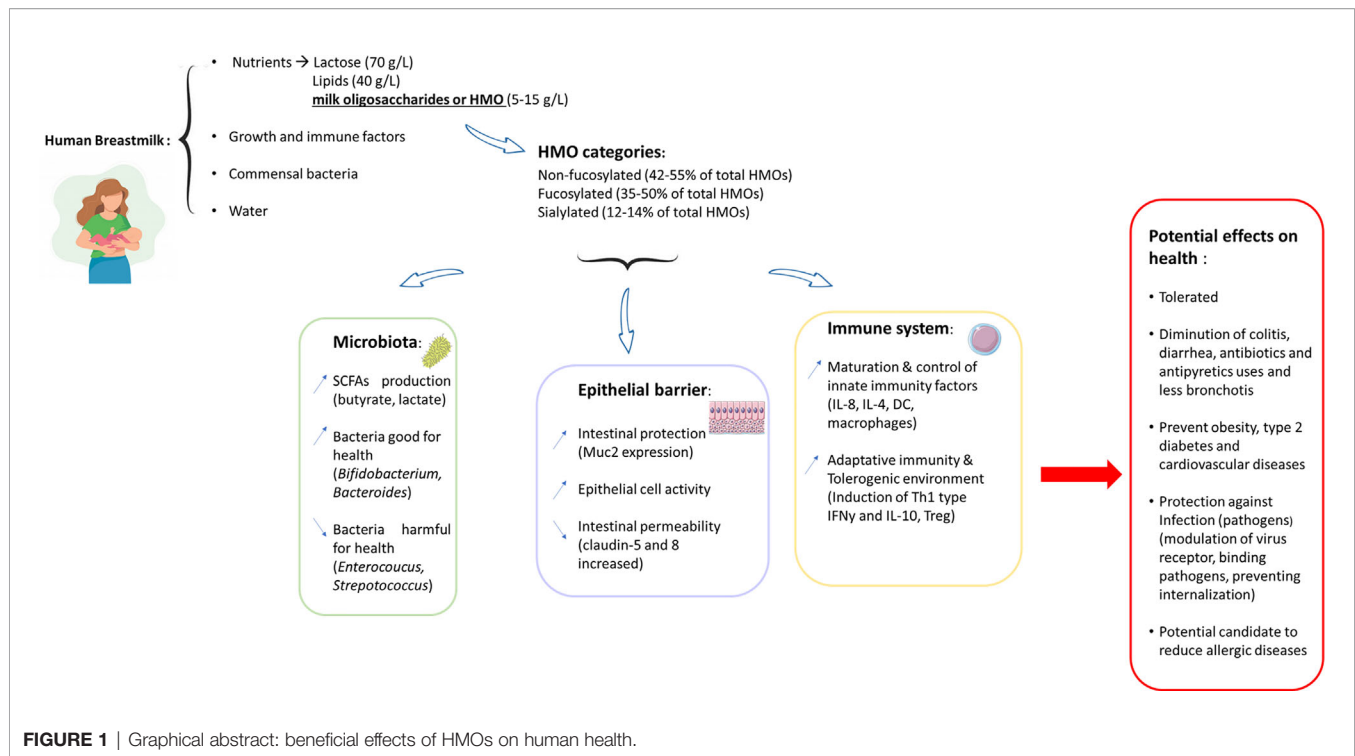 Human Breastmilk :
• Nutrients → Lactose (70 g/L)
Lipids (40 g/L)
milk oligosaccharides or HMO (5-15 g/L)
• Growth and immune factors
• Commensal bacteria
• Water
HMO categories:
Non-fucosylated (42-55% of total HMOs)
Fucosylated (35-50% of total HMOs)
Sialylated (12-14% of total HMOs)
Microbiota:
SCFAs production
(butyrate, lactate)
Bacteria good for
health
(Bifidobacterium,
Bacteroides)
Bacteria harmful
for health
(Enterocoucus,
Strepotococcus)
Epithelial barrier:
Intestinal protection
(Muc2 expression)
Epithelial cell activity
Intestinal permeability
(claudin-5 and 8
increased)
Immune system:
Maturation & control of
innate immunity factors
(IL-8, IL-4, DC,
macrophages)
Adaptative immunity &
Tolerogenic environment
(Induction of Th1 type
IFNy and IL-10, Treg)
Potential effects on
health :
• Tolerated
• Diminution of colitis,
diarrhea, antibiotics and
antipyretics uses and
less bronchotis
• Prevent obesity, type 2
diabetes and
cardiovascular diseases
• Protection against
Infection (pathogens)
(modulation of virus
receptor, binding
pathogens, preventing
internalization)
• Potential candidate to
reduce allergic diseases
FIGURE 1 | Graphical abstract: beneficial effects of HMOs on human health.